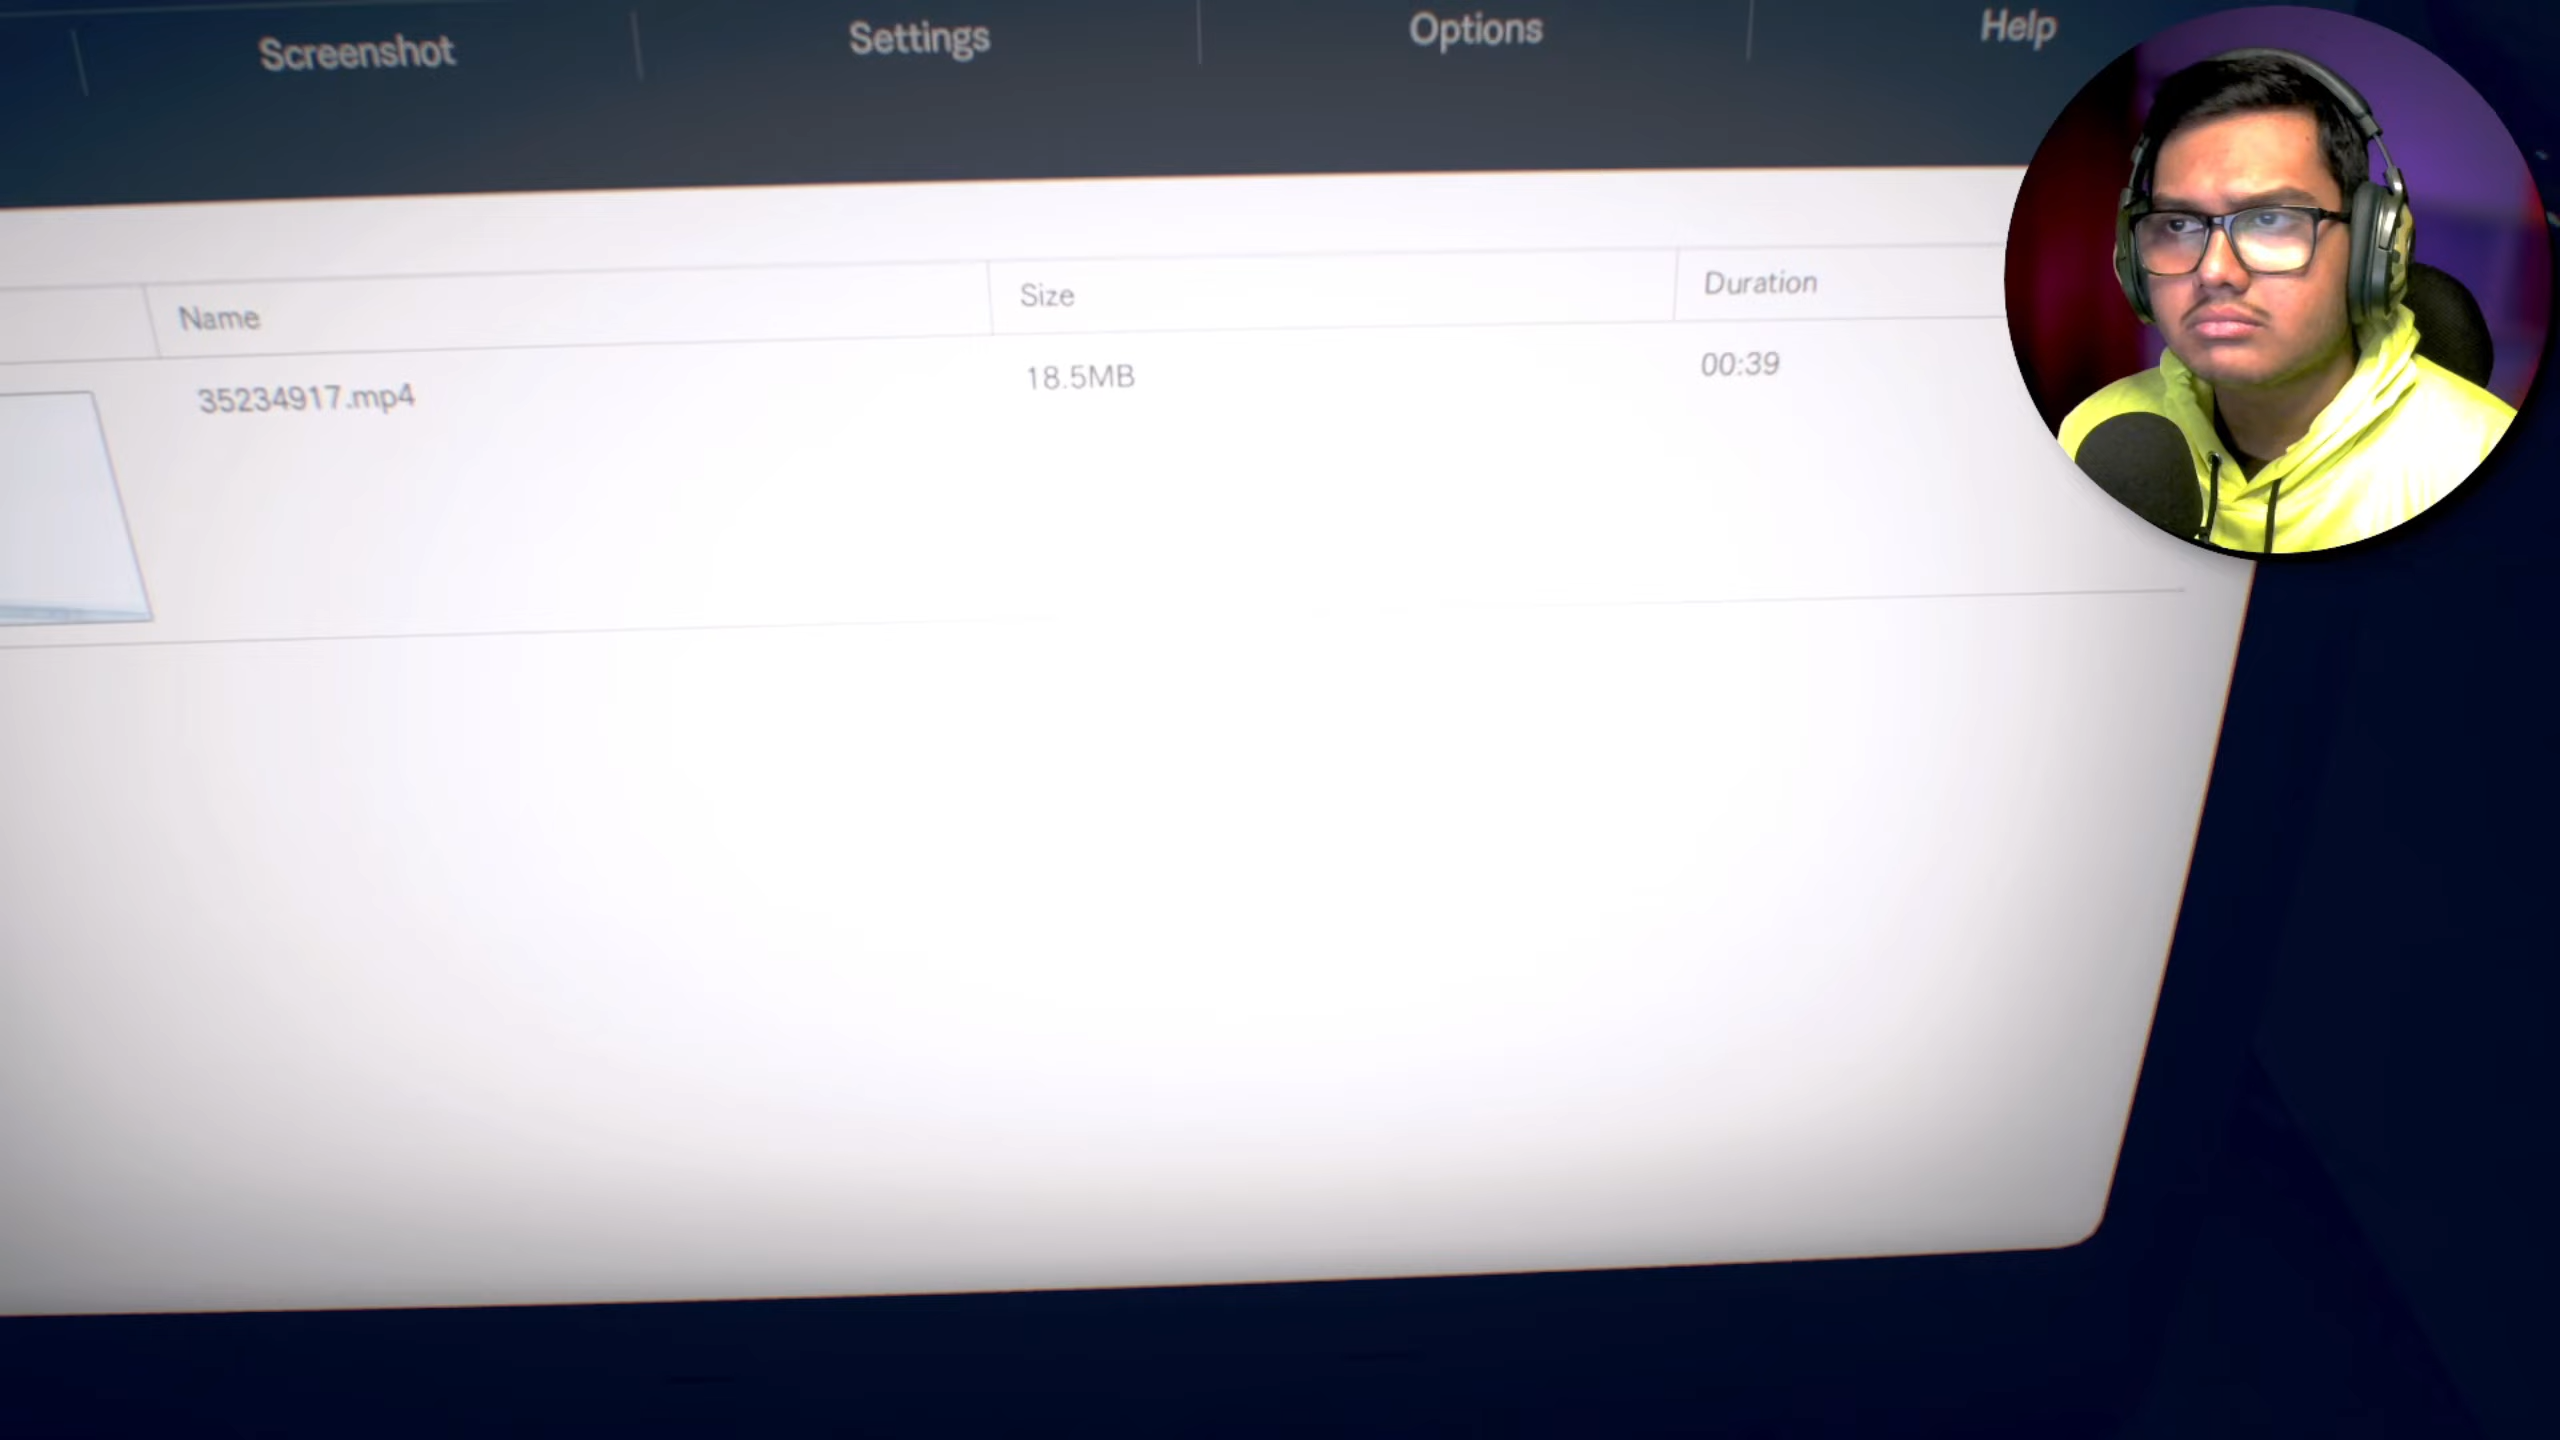 Screenshot
Settings
Options
Help
Name
Size
Duration
35234917.mp4
18.5MB
00:39